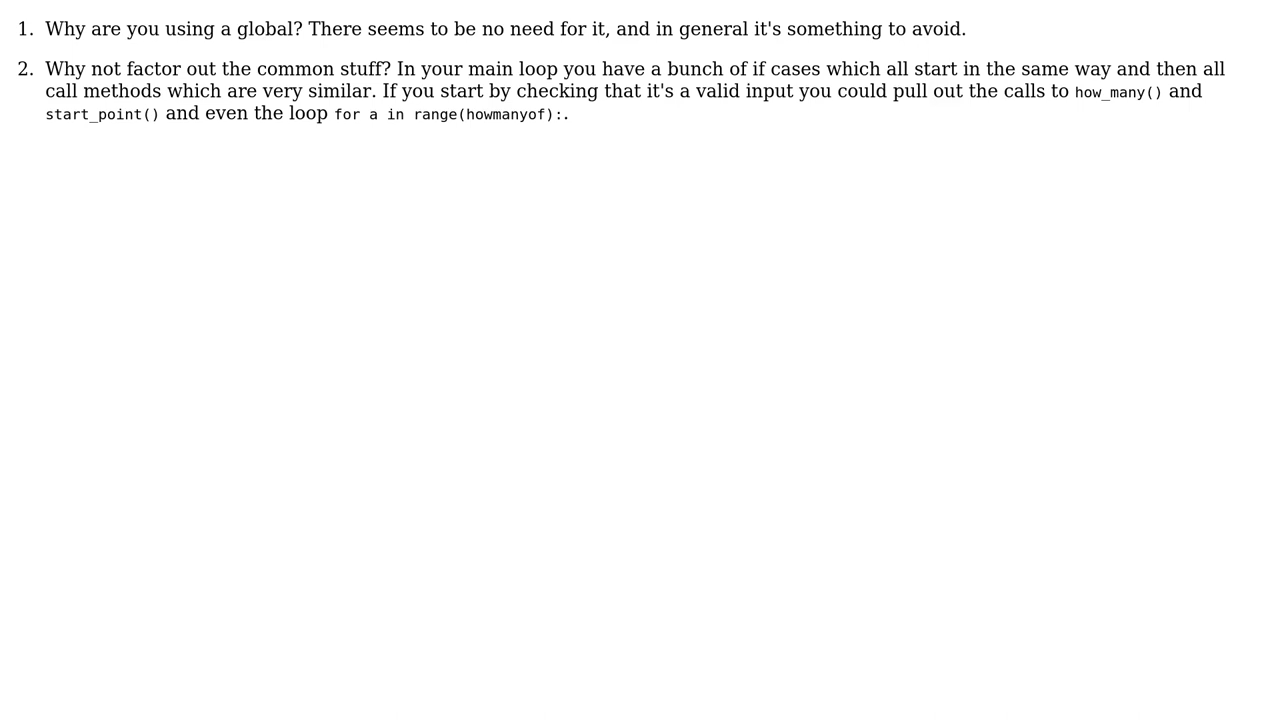 1. Why are you using a global? There seems to be no need for it, and in general it's something to avoid.
2. Why not factor out the common stuff? In your main loop you have a bunch of if cases which all start in the same way and then all
call methods which are very similar. If you start by checking that it's a valid input you could pull out the calls to how_many() and
start_point() and even the loop for a in range(howmanyof):.